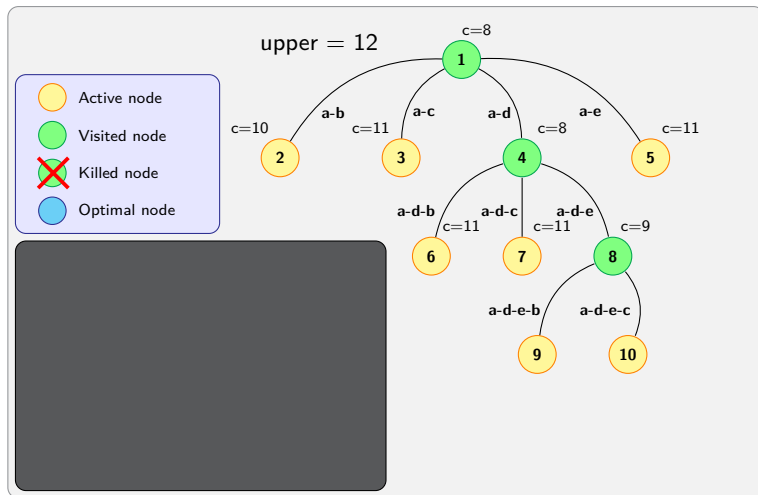 upper = 12
c=8
1
Active node
Visited node
Killed node
Optimal node
a-b
a-c
a-d
a-e
c=10
c=11
c=8
c=11
2
3
4
5
a-d-b
a-d-c
a-d-e
c=11
c=11
c=9
6
7
8
a-d-e-b
a-d-e-c
9
10